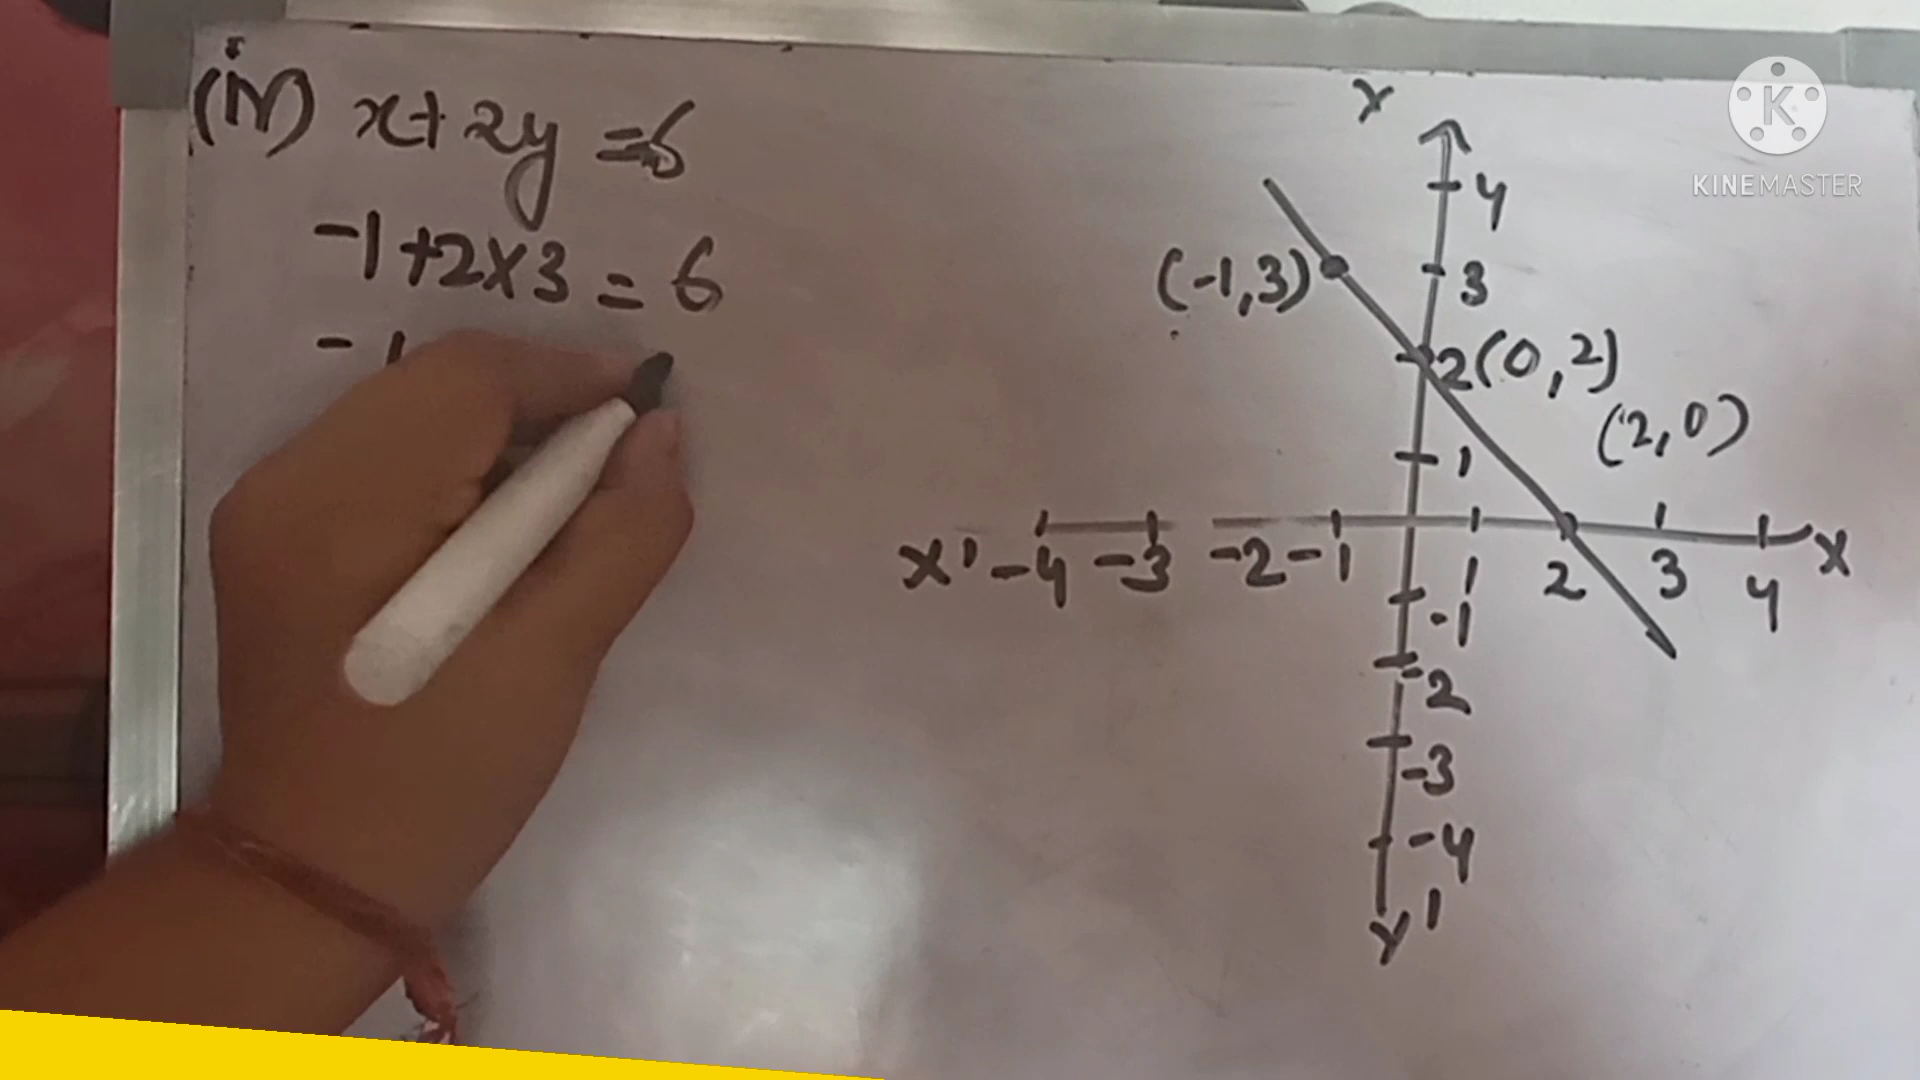 (iv) x+2y=6
-1+2×3=6
-1
Y
4
3
(-1,3)
2 (0,2)
(2,0)
1
X' -4 -3 -2 -1 1 2 3 4 X
-1
-2
-3
-4
Y'
KINEMASTER